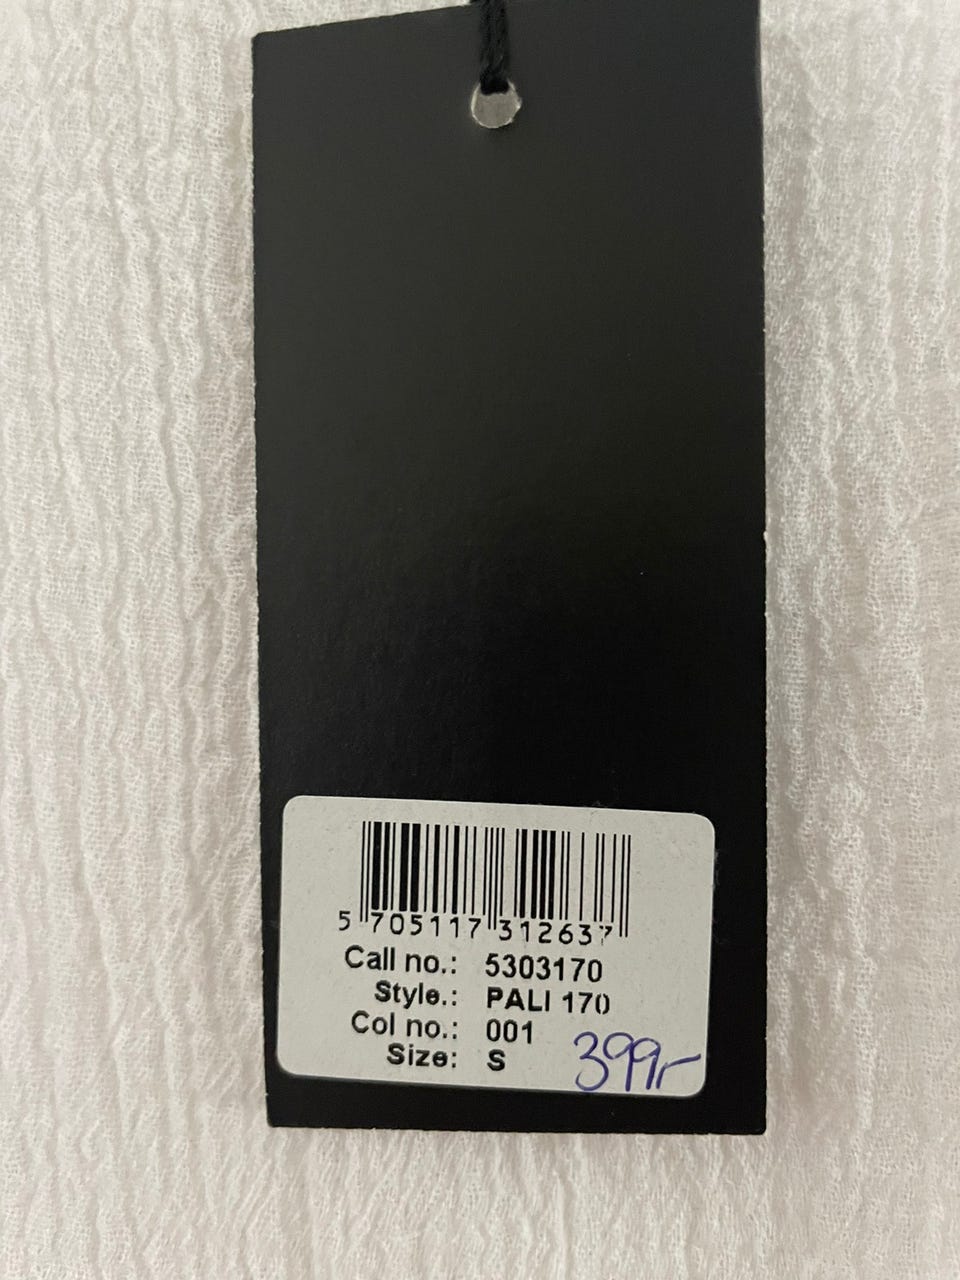 5 705117 312637
Call no.: 5303170
Style.: PALI 170
Col no.: 001
Size: S
399,-